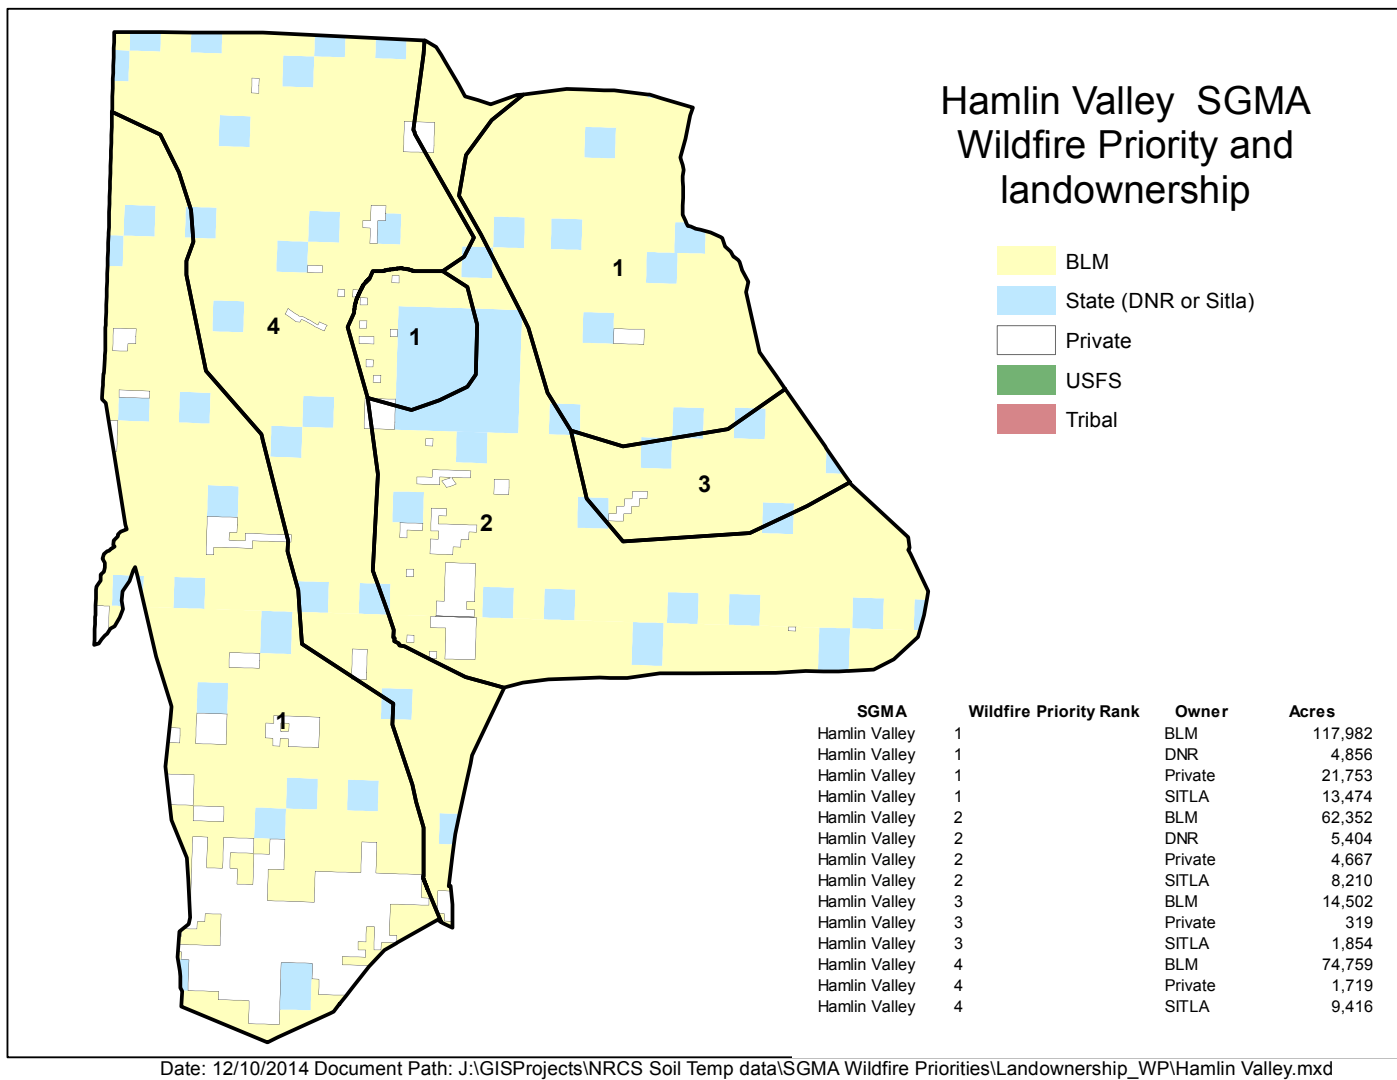 Hamlin Valley SGMA
Wildfire Priority and
landownership
BLM
State (DNR or Sitla)
Private
USFS
Tribal
1
4
1
3
2
1
SGMA Wildfire Priority Rank Owner Acres
Hamlin Valley 1 BLM 117,982
Hamlin Valley 1 DNR 4,856
Hamlin Valley 1 Private 21,753
Hamlin Valley 1 SITLA 13,474
Hamlin Valley 2 BLM 62,352
Hamlin Valley 2 DNR 5,404
Hamlin Valley 2 Private 4,667
Hamlin Valley 2 SITLA 8,210
Hamlin Valley 3 BLM 14,502
Hamlin Valley 3 Private 319
Hamlin Valley 3 SITLA 1,854
Hamlin Valley 4 BLM 74,759
Hamlin Valley 4 Private 1,719
Hamlin Valley 4 SITLA 9,416
Date: 12/10/2014 Document Path: J:\GISProjects\NRCS Soil Temp data\SGMA Wildfire Priorities\Landownership_WP\Hamlin Valley.mxd